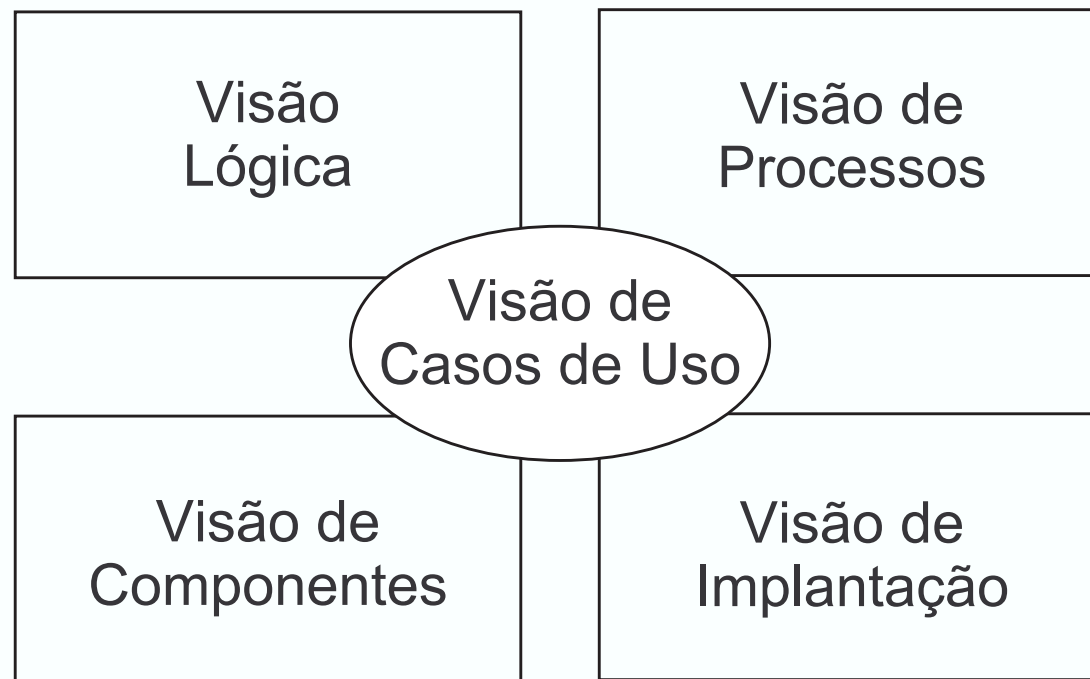 Visão
Lógica
Visão de
Processos
Visão de
Casos de Uso
Visão de
Componentes
Visão de
Implantação